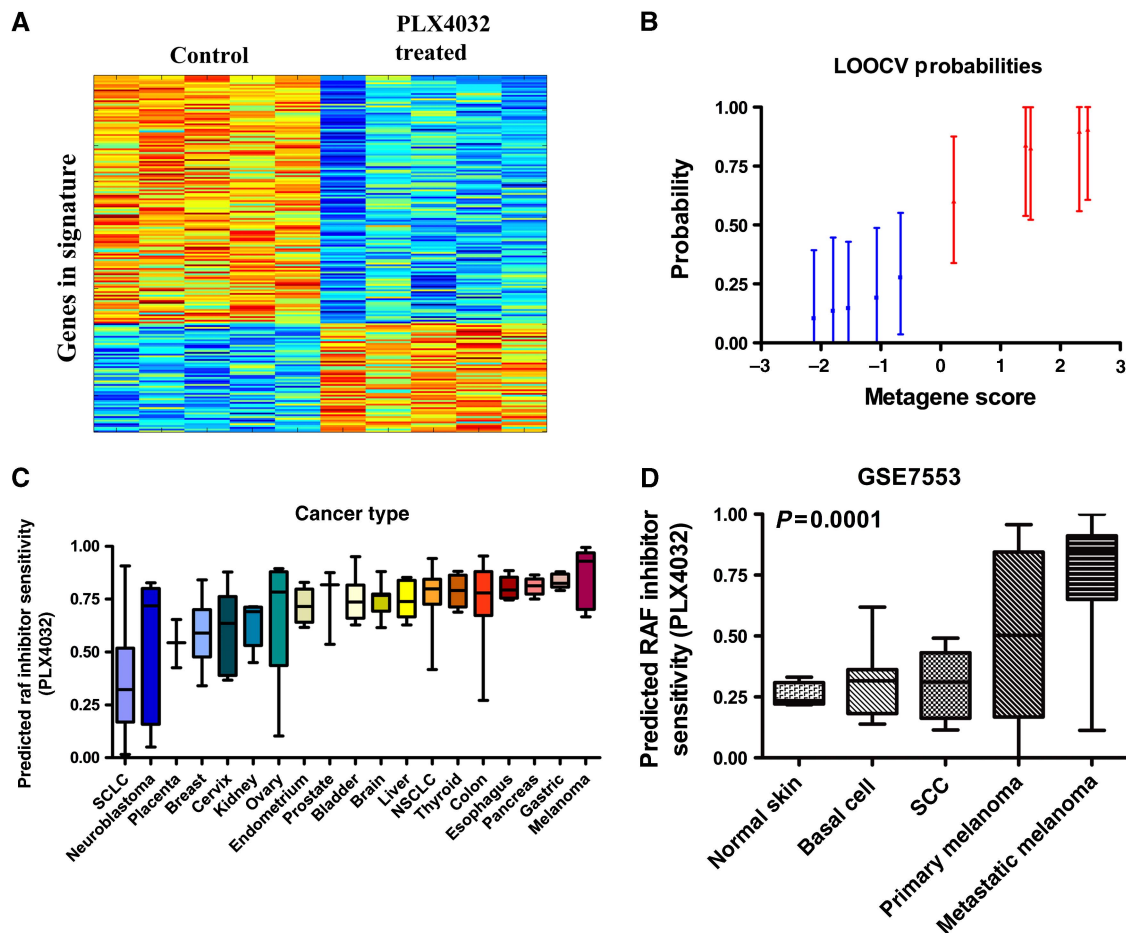 A
Control
PLX4032
treated
Genes in signature
B
LOOCV probabilities
Probability
1.00
0.75
0.50
0.25
0.00
−3
−2
−1
0
1
2
3
Metagene score
C
Cancer type
Predicted raf inhibitor sensitivity
(PLX4032)
1.00
0.75
0.50
0.25
0.00
SCLC
Neuroblastoma
Placenta
Breast
Cervix
Kidney
Ovary
Endometrium
Prostate
Bladder
Brain
Liver
NSCLC
Thyroid
Colon
Esophagus
Pancreas
Gastric
Melanoma
D
GSE7553
P=0.0001
Predicted RAF inhibitor
sensitivity (PLX4032)
1.00
0.75
0.50
0.25
0.00
Normal skin
Basal cell
SCC
Primary melanoma
Metastatic melanoma